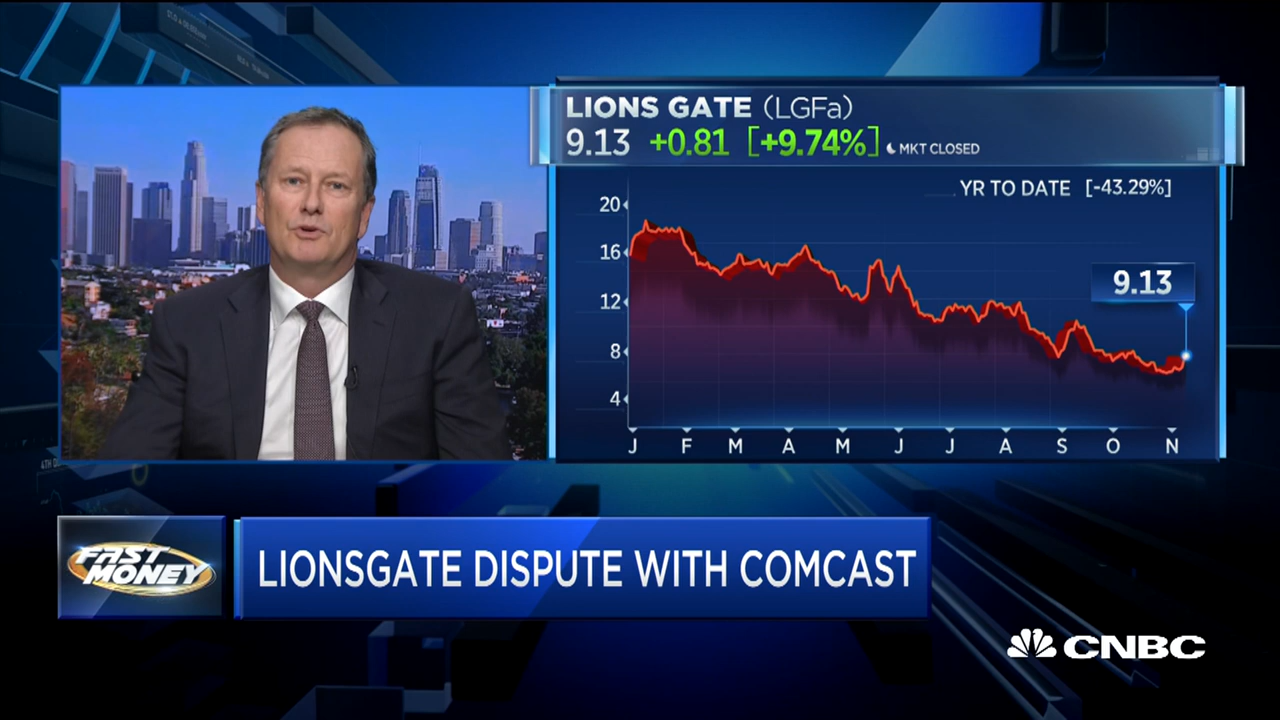 LIONS GATE (LGFa)
9.13 +0.81 [+9.74%] MKT CLOSED
YR TO DATE [-43.29%]
20
16
12
8
4
9.13
J F M A M J J A S O N
FAST
MONEY
LIONSGATE DISPUTE WITH COMCAST
CNBC